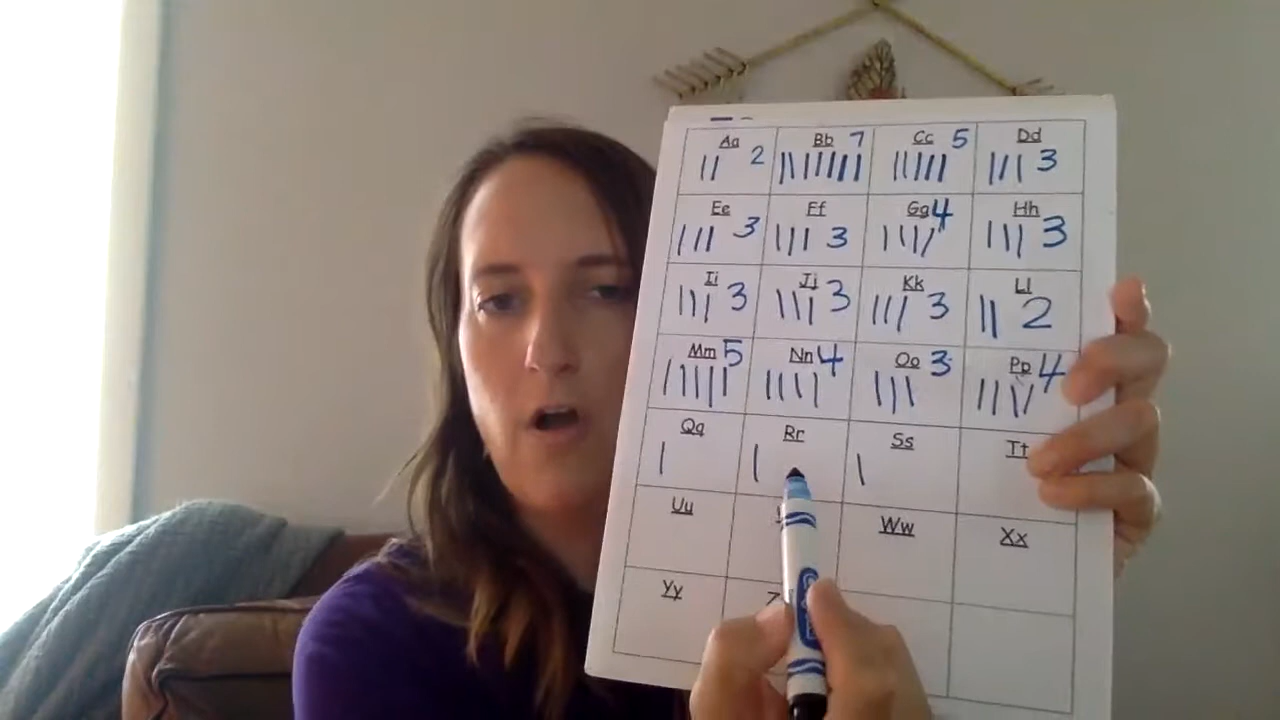 Aa 2 Bb 7 Cc 5 Dd 3
Ee 3 Ff 3 Gg 4 Hh 3
Ii 3 Jj 3 Kk 3 Ll 2
Mm 5 Nn 4 Oo 3 Pp 4
Qq Rr Ss Tt
Uu Ww Xx
Yy